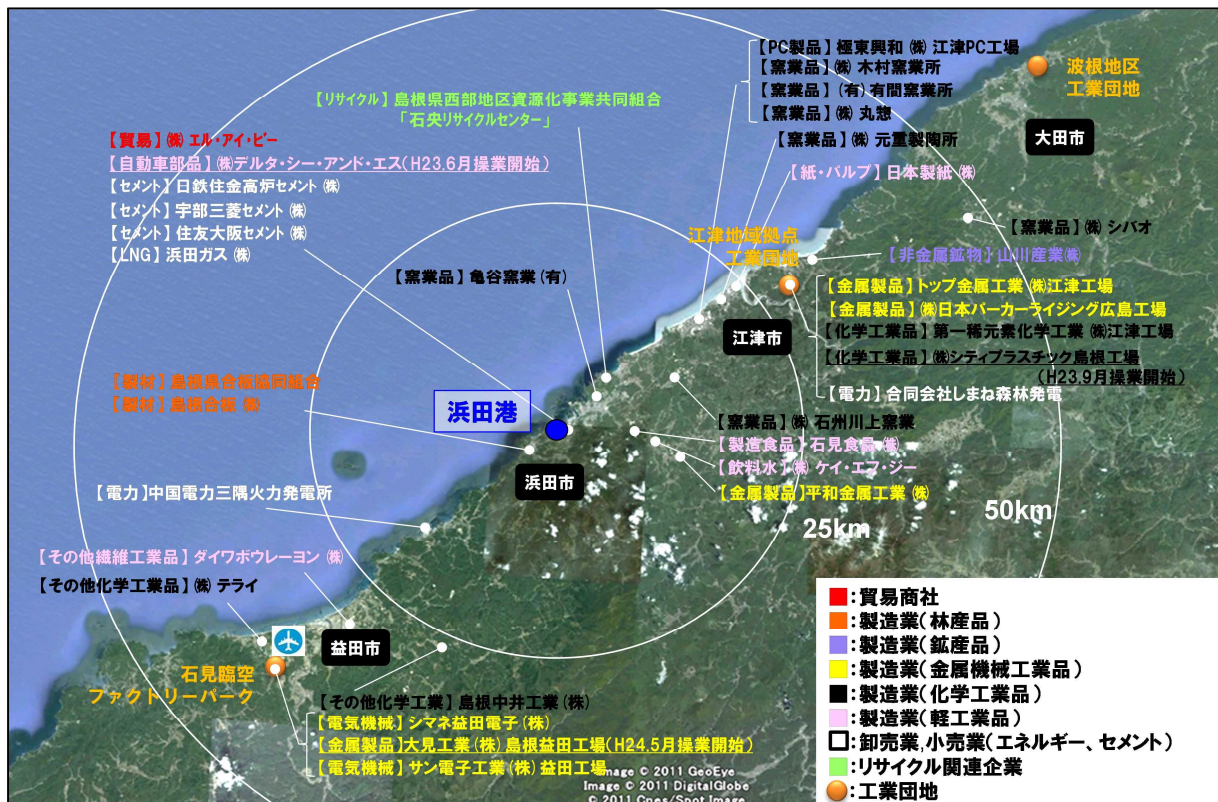 【PC製品】極東興和 ㈱ 江津PC工場
【窯業品】㈱ 木村窯業所
【窯業品】(有) 有間窯業所
【窯業品】㈱ 丸惣
【窯業品】㈱ 元重製陶所
【紙・パルプ】日本製紙 ㈱
波根地区
工業団地
大田市
【リサイクル】島根県西部地区資源化事業共同組合
「石央リサイクルセンター」
【貿易】㈱ エル・アイ・ビー
【自動車部品】㈱デルタ・シー・アンド・エス(H23.6月操業開始)
【セメント】日鉄住金高炉セメント ㈱
【セメント】宇部三菱セメント ㈱
【セメント】住友大阪セメント ㈱
【LNG】浜田ガス ㈱
【窯業品】㈱ シバオ
江津地域拠点
工業団地
【非金属鉱物】山川産業㈱
【窯業品】亀谷窯業(有)
【金属製品】トップ金属工業 ㈱江津工場
【金属製品】㈱日本パーカーライジング広島工場
【化学工業品】第一稀元素化学工業 ㈱江津工場
【化学工業品】㈱シティプラスチック島根工場
(H23.9月操業開始)
【電力】合同会社しまね森林発電
江津市
【製材】島根県合板協同組合
【製材】島根合板 ㈱
浜田港
【窯業品】㈱ 石州川上窯業
【製造食品】石見食品 ㈱
【飲料水】㈱ ケイ・エフ・ジー
【金属製品】平和金属工業 ㈱
浜田市
【電力】中国電力三隅火力発電所
25km
50km
【その他繊維工業品】ダイワボウレーヨン ㈱
【その他化学工業品】㈱ テライ
益田市
石見臨空
ファクトリーパーク
【その他化学工業】島根中井工業(株)
【電気機械】シマネ益田電子(株)
【金属製品】大見工業(株)島根益田工場(H24.5月操業開始)
【電気機械】サン電子工業(株)益田工場
Image © 2011 GeoEye
Image © 2011 DigitalGlobe
© 2011 Cnes/Spot Image
:貿易商社
:製造業(林産品)
:製造業(鉱産品)
:製造業(金属機械工業品)
:製造業(化学工業品)
:製造業(軽工業品)
:卸売業,小売業(エネルギー、セメント)
:リサイクル関連企業
:工業団地